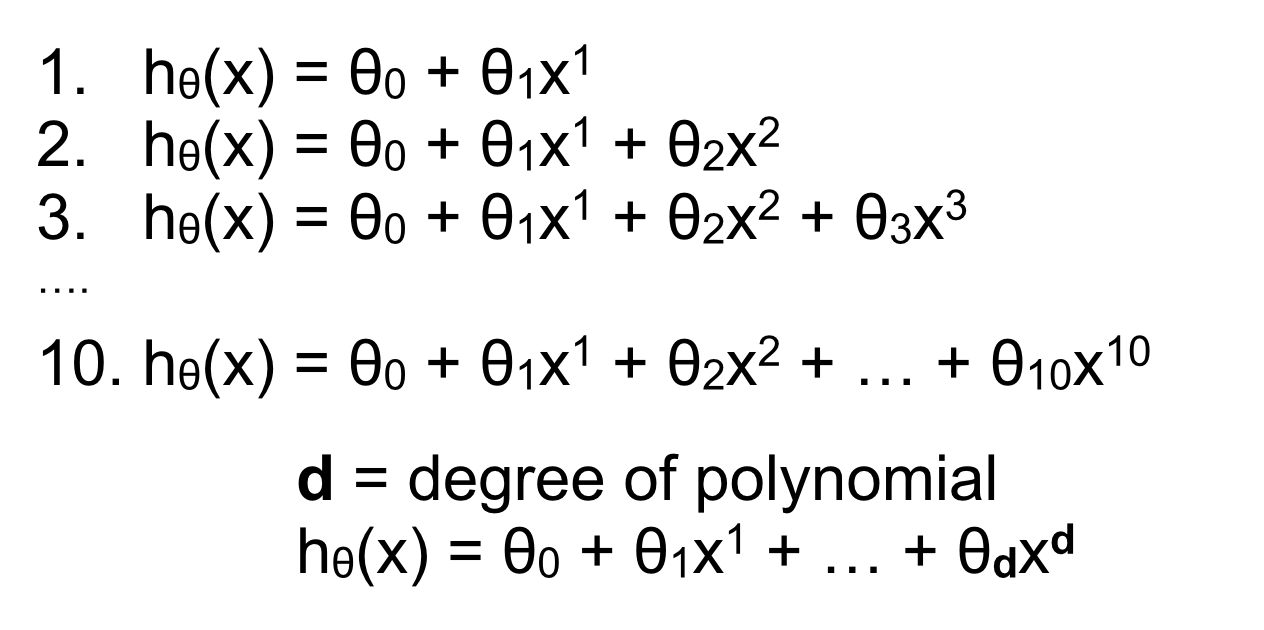 1. hθ(x) = θ₀ + θ₁x¹
2. hθ(x) = θ₀ + θ₁x¹ + θ₂x²
3. hθ(x) = θ₀ + θ₁x¹ + θ₂x² + θ₃x³
....
10. hθ(x) = θ₀ + θ₁x¹ + θ₂x² + … + θ₁₀x¹⁰
d = degree of polynomial
hθ(x) = θ₀ + θ₁x¹ + … + θdxᵈ